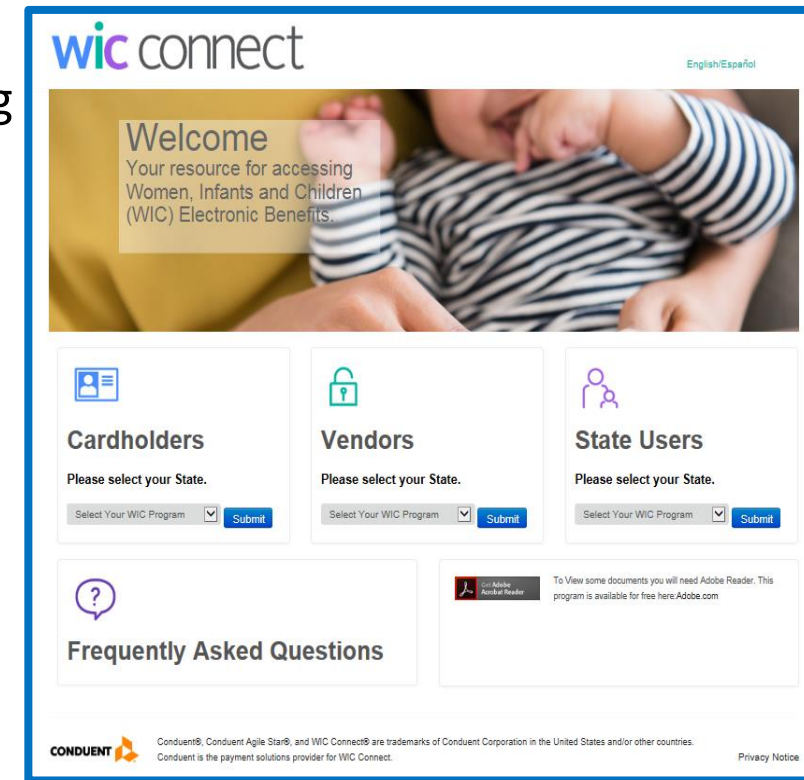 g
wic connect
English/Español
Welcome
Your resource for accessing
Women, Infants and Children
(WIC) Electronic Benefits.
Cardholders
Please select your State.
Select Your WIC Program
Submit
Vendors
Please select your State.
Select Your WIC Program
Submit
State Users
Please select your State.
Select Your WIC Program
Submit
?
Frequently Asked Questions
Get Adobe
Acrobat Reader
To View some documents you will need Adobe Reader. This
program is available for free here:Adobe.com
CONDUENT
Conduent®, Conduent Agile Star®, and WIC Connect® are trademarks of Conduent Corporation in the United States and/or other countries.
Conduent is the payment solutions provider for WIC Connect.
Privacy Notice